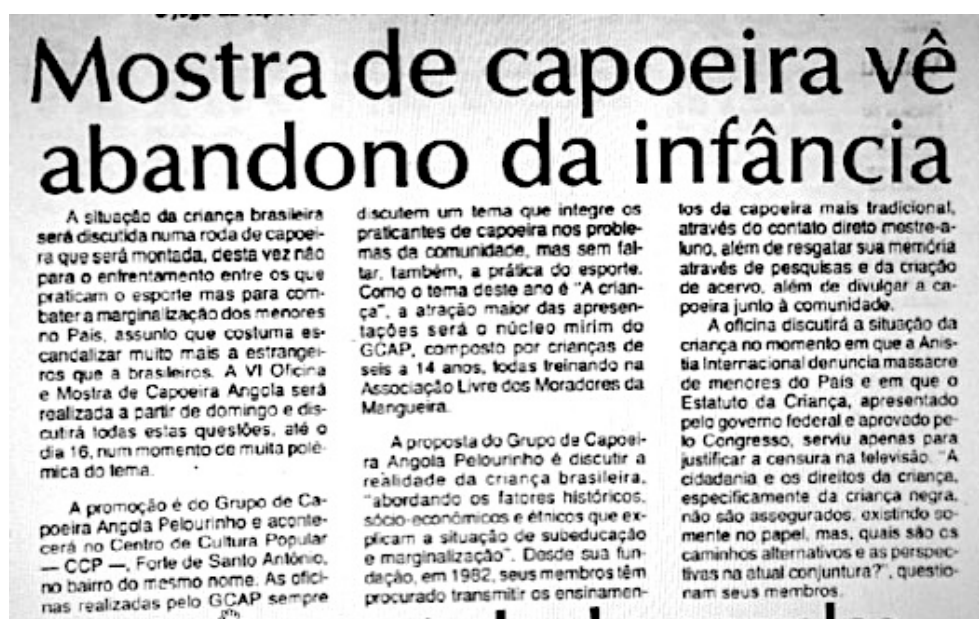 Mostra de capoeira vê
abandono da infância
A situação da criança brasileira
será discutida numa roda de capoei-
ra que será montada, desta vez não
para o enfrentamento entre os que
praticam o esporte mas para com-
bater a marginalização dos menores
no País, assunto que costuma es-
candalizar muito mais a estrangei-
ros que a brasileiros. A VI Oficina
e Mostra de Capoeira Angola será
realizada a partir de domingo e dis-
cutirá todas estas questões, até o
dia 16, num momento de muita polê-
mica do tema.
A promoção é do Grupo de Ca-
poeira Angola Pelourinho e aconte-
cerá no Centro de Cultura Popular
— CCP —, Forte de Santo Antônio,
no bairro do mesmo nome. As ofici-
nas realizadas pelo GCAP sempre
discutem um tema que integre os
praticantes de capoeira nos proble-
mas da comunidade, mas sem fal-
tar, também, a prática do esporte.
Como o tema deste ano é "A crian-
ça", a atração maior das apresen-
tações será o núcleo mirim do
GCAP, composto por crianças de
seis a 14 anos, todas treinando na
Associação Livre dos Moradores da
Mangueira.
A proposta do Grupo de Capoei-
ra Angola Pelourinho é discutir a
realidade da criança brasileira,
"abordando os fatores históricos,
sócio-econômicos e étnicos que ex-
plicam a situação de subeducação
e marginalização". Desde sua fun-
dação, em 1982, seus membros têm
procurado transmitir os ensinamen-
tos da capoeira mais tradicional,
através do contato direto mestre-a-
luno, além de resgatar sua memória
através de pesquisas e da criação
de acervo, além de divulgar a ca-
poeira junto à comunidade.
A oficina discutirá a situação da
criança no momento em que a Anis-
tia Internacional denuncia massacre
de menores do País e em que o
Estatuto da Criança, apresentado
pelo governo federal e aprovado pe-
lo Congresso, serviu apenas para
justificar a censura na televisão. "A
cidadania e os direitos da criança,
especificamente da criança negra,
não são assegurados, existindo so-
mente no papel, mas, quais são os
caminhos alternativos e as perspec-
tivas na atual conjuntura?", questio-
nam seus membros.